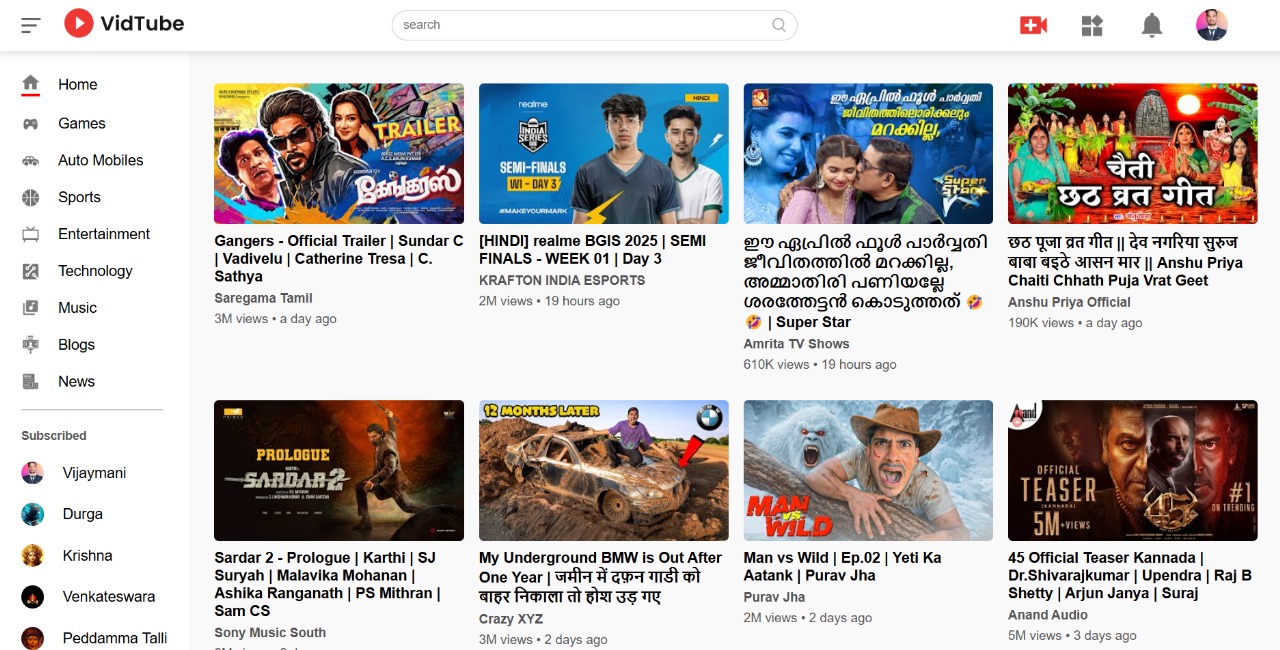 VidTube
search
Home
Games
Auto Mobiles
Sports
Entertainment
Technology
Music
Blogs
News
Subscribed
Vijaymani
Durga
Krishna
Venkateswara
Peddamma Talli
TRAILER
கேங்கர்ஸ்
Gangers - Official Trailer | Sundar C
| Vadivelu | Catherine Tresa | C.
Sathya
Saregama Tamil
3M views • a day ago
realme
HINDI
INDIA
SERIES
SEMI-FINALS
WI - DAY 3
#MAKEYOURMARK
[HINDI] realme BGIS 2025 | SEMI
FINALS - WEEK 01 | Day 3
KRAFTON INDIA ESPORTS
2M views • 19 hours ago
ഈ ഏപ്രിൽ ഫൂൾ പാർവ്വതി
ജീവിതത്തിലൊരിക്കലും
മറക്കില്ല,
Super
Star
ഈ ഏപ്രിൽ ഫൂൾ പാർവ്വതി
ജീവിതത്തിൽ മറക്കില്ല,
അമ്മാതിരി പണിയല്ലേ
ശരത്തേട്ടൻ കൊടുത്തത് 🤣
🤣 | Super Star
Amrita TV Shows
610K views • 19 hours ago
चैती
छठ व्रत गीत
छठ पूजा व्रत गीत || देव नगरिया सुरुज
बाबा बइठे आसन मार || Anshu Priya
Chaiti Chhath Puja Vrat Geet
Anshu Priya Official
190K views • a day ago
PROLOGUE
SARDAR 2
Sardar 2 - Prologue | Karthi | SJ
Suryah | Malavika Mohanan |
Ashika Ranganath | PS Mithran |
Sam CS
Sony Music South
12 MONTHS LATER
My Underground BMW is Out After
One Year | जमीन में दफ़न गाडी को
बाहर निकाला तो होश उड़ गए
Crazy XYZ
3M views • 2 days ago
MAN
VS
WILD
Man vs Wild | Ep.02 | Yeti Ka
Aatank | Purav Jha
Purav Jha
2M views • 2 days ago
Anand
OFFICIAL
TEASER
(KANNADA)
5M+VIEWS
45
#1
ON TRENDING
45 Official Teaser Kannada |
Dr.Shivarajkumar | Upendra | Raj B
Shetty | Arjun Janya | Suraj
Anand Audio
5M views • 3 days ago